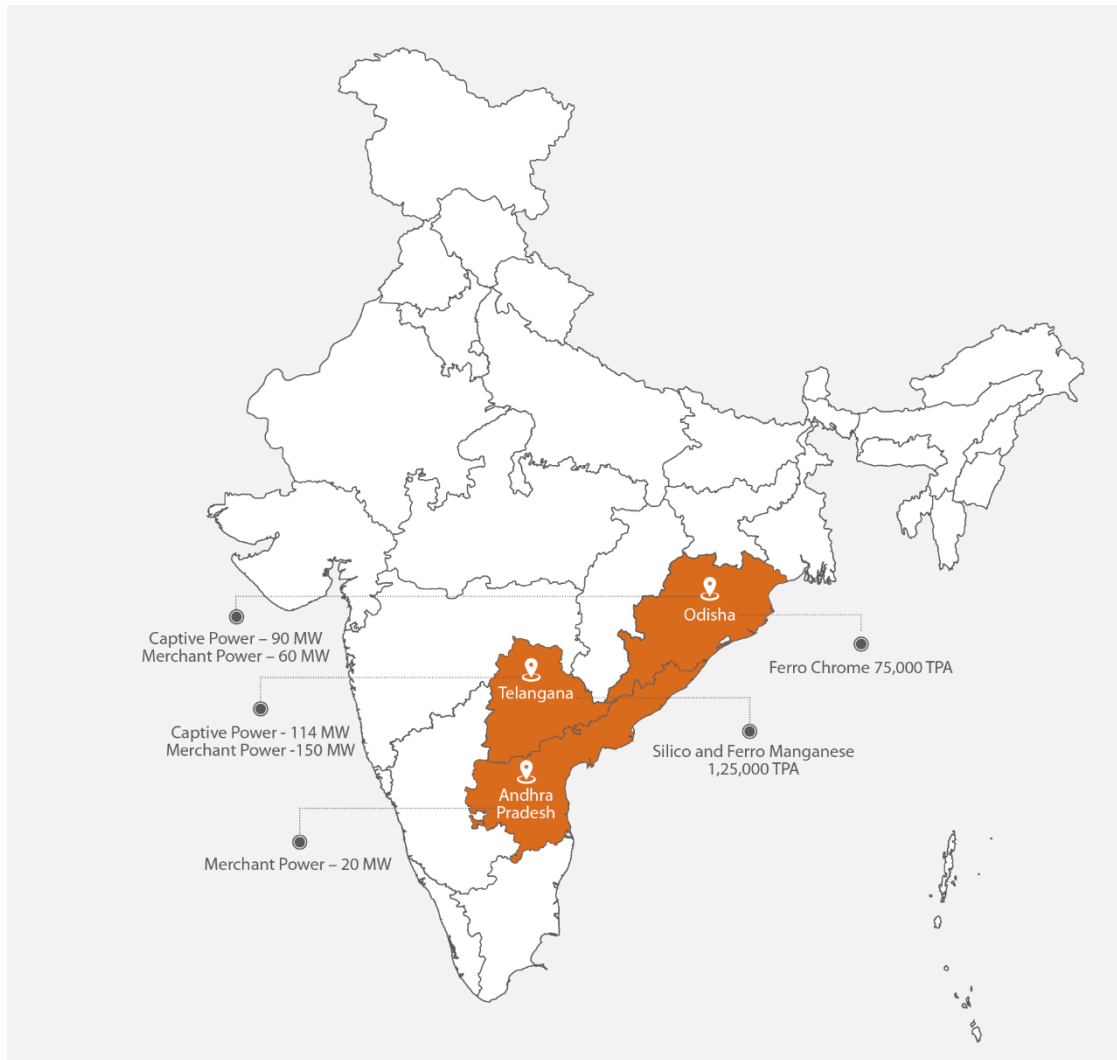 Odisha
Captive Power – 90 MW
Merchant Power – 60 MW
Ferro Chrome 75,000 TPA
Telangana
Captive Power - 114 MW
Merchant Power -150 MW
Silico and Ferro Manganese
1,25,000 TPA
Andhra
Pradesh
Merchant Power – 20 MW